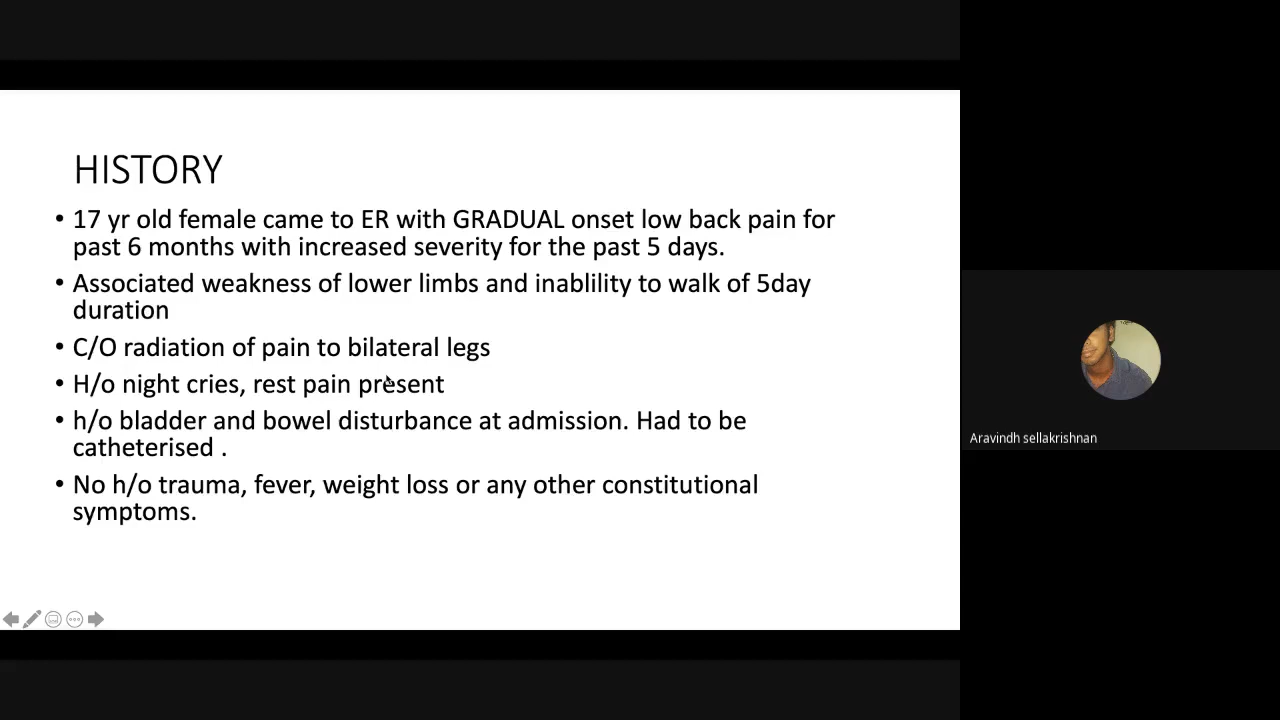 HISTORY
• 17 yr old female came to ER with GRADUAL onset low back pain for
past 6 months with increased severity for the past 5 days.
• Associated weakness of lower limbs and inablility to walk of 5day
duration
• C/O radiation of pain to bilateral legs
• H/o night cries, rest pain present
• h/o bladder and bowel disturbance at admission. Had to be
catheterised .
• No h/o trauma, fever, weight loss or any other constitutional
symptoms.
Aravindh sellakrishnan